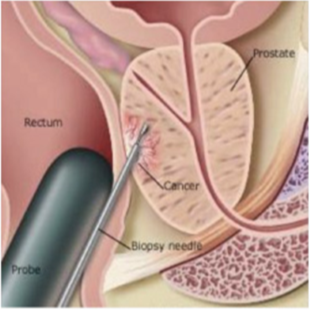 Prostate
Rectum
Cancer
Biopsy needle
Probe